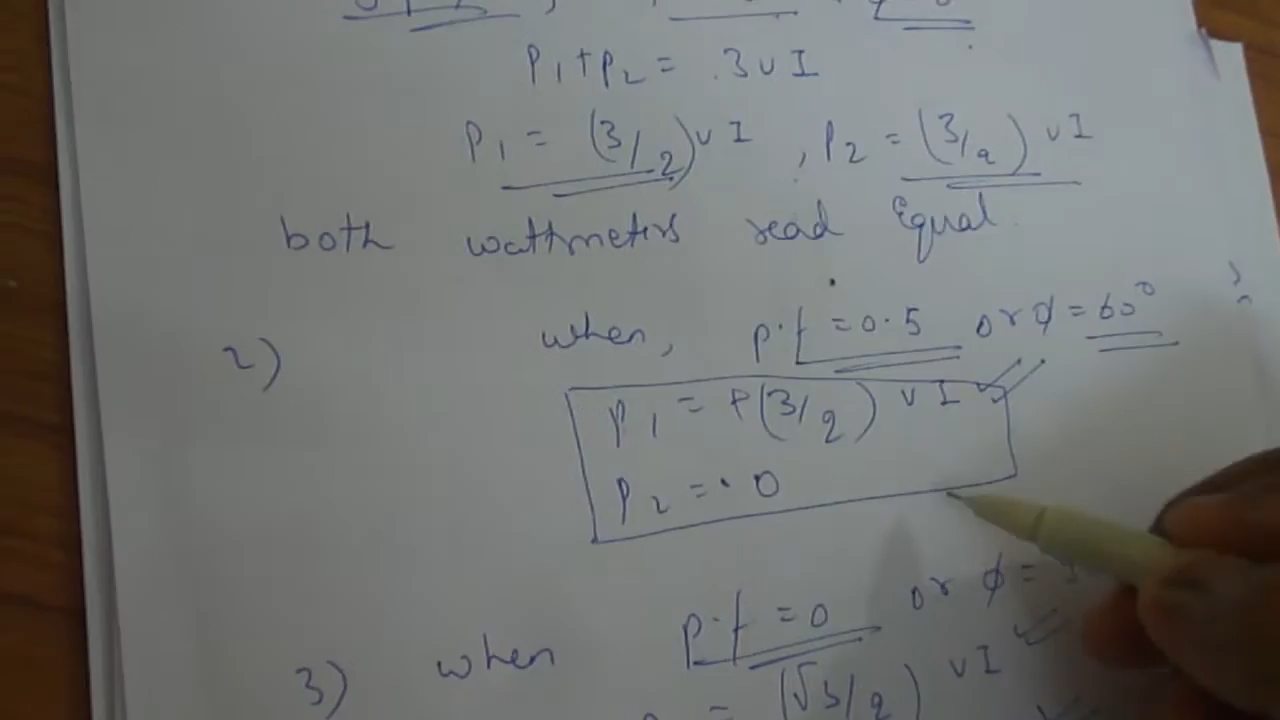 P1+P2 = .3VI
P1 = (3/2)VI , P2 = (3/2) VI
both wattmeters read Equal.
2) when, p.f = 0.5 or φ = 60°
P1 = +(3/2) VI
P2 = 0
3) when p.f = 0 or φ =
= (√3/2) VI